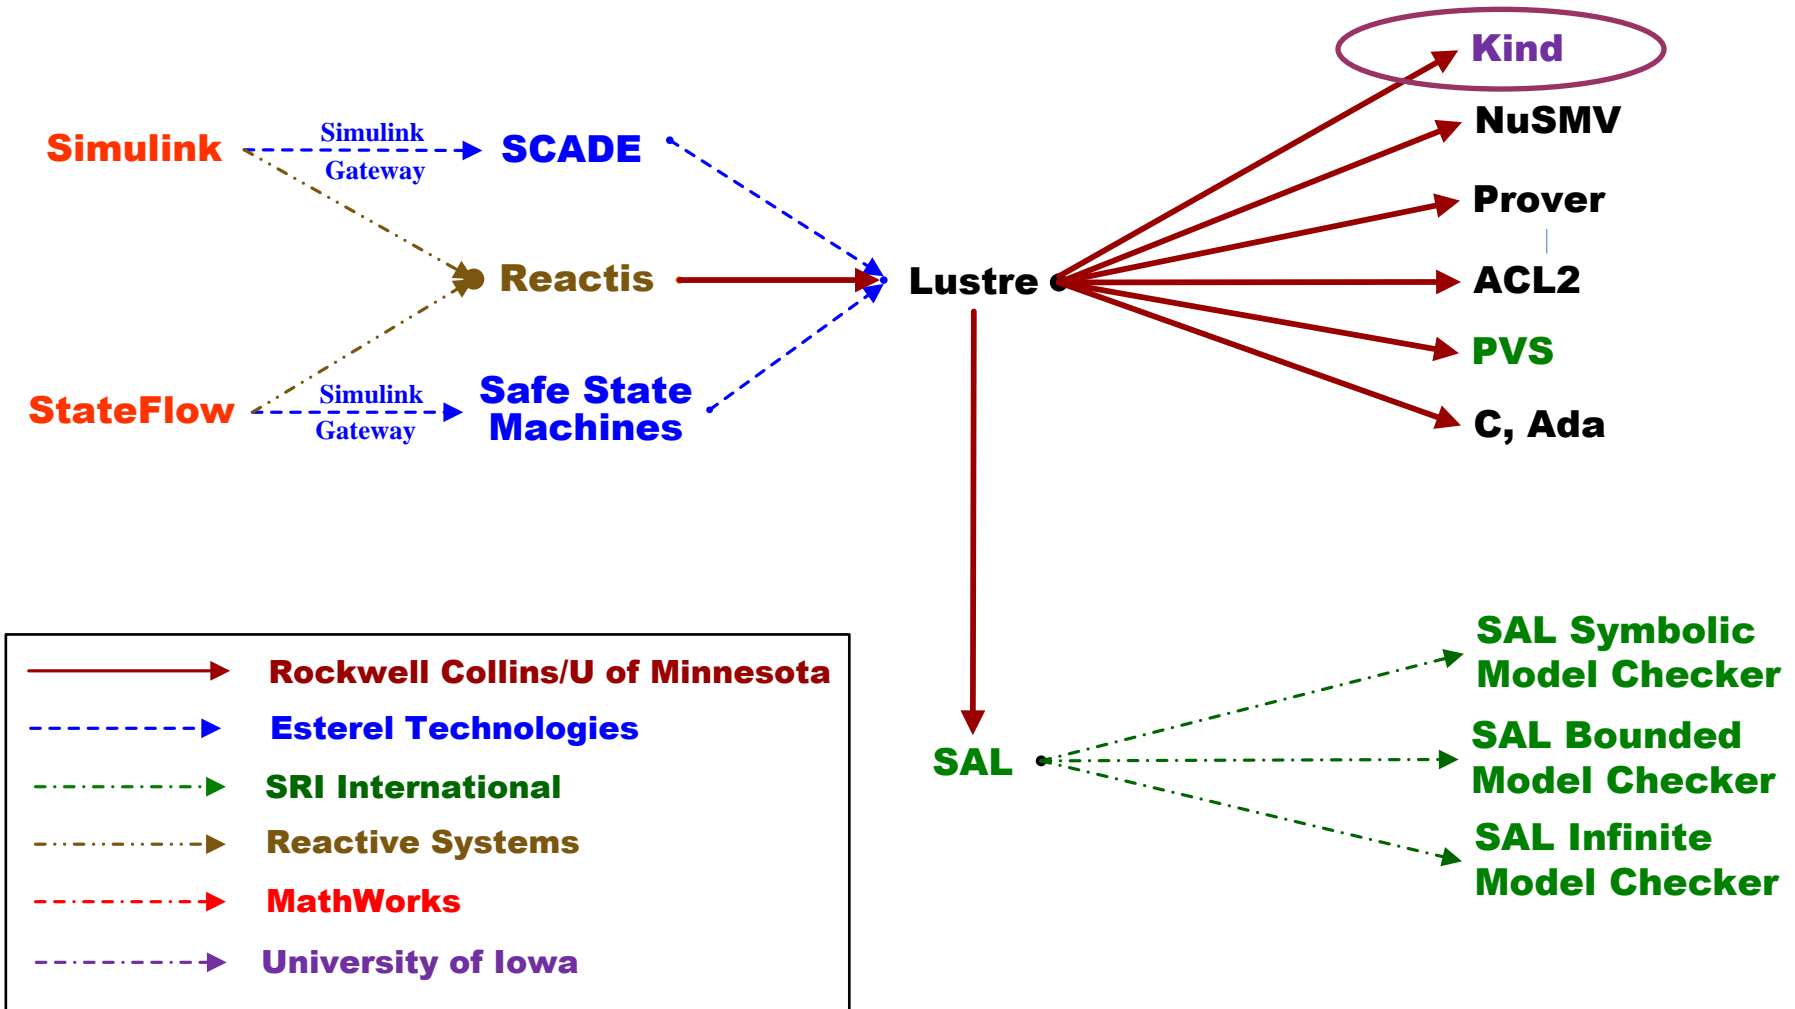 Kind
NuSMV
Simulink
Simulink
Gateway
SCADE
Prover
Reactis
Lustre
ACL2
PVS
StateFlow
Simulink
Gateway
Safe State
Machines
C, Ada
SAL Symbolic
Model Checker
SAL
SAL Bounded
Model Checker
SAL Infinite
Model Checker
Rockwell Collins/U of Minnesota
Esterel Technologies
SRI International
Reactive Systems
MathWorks
University of Iowa